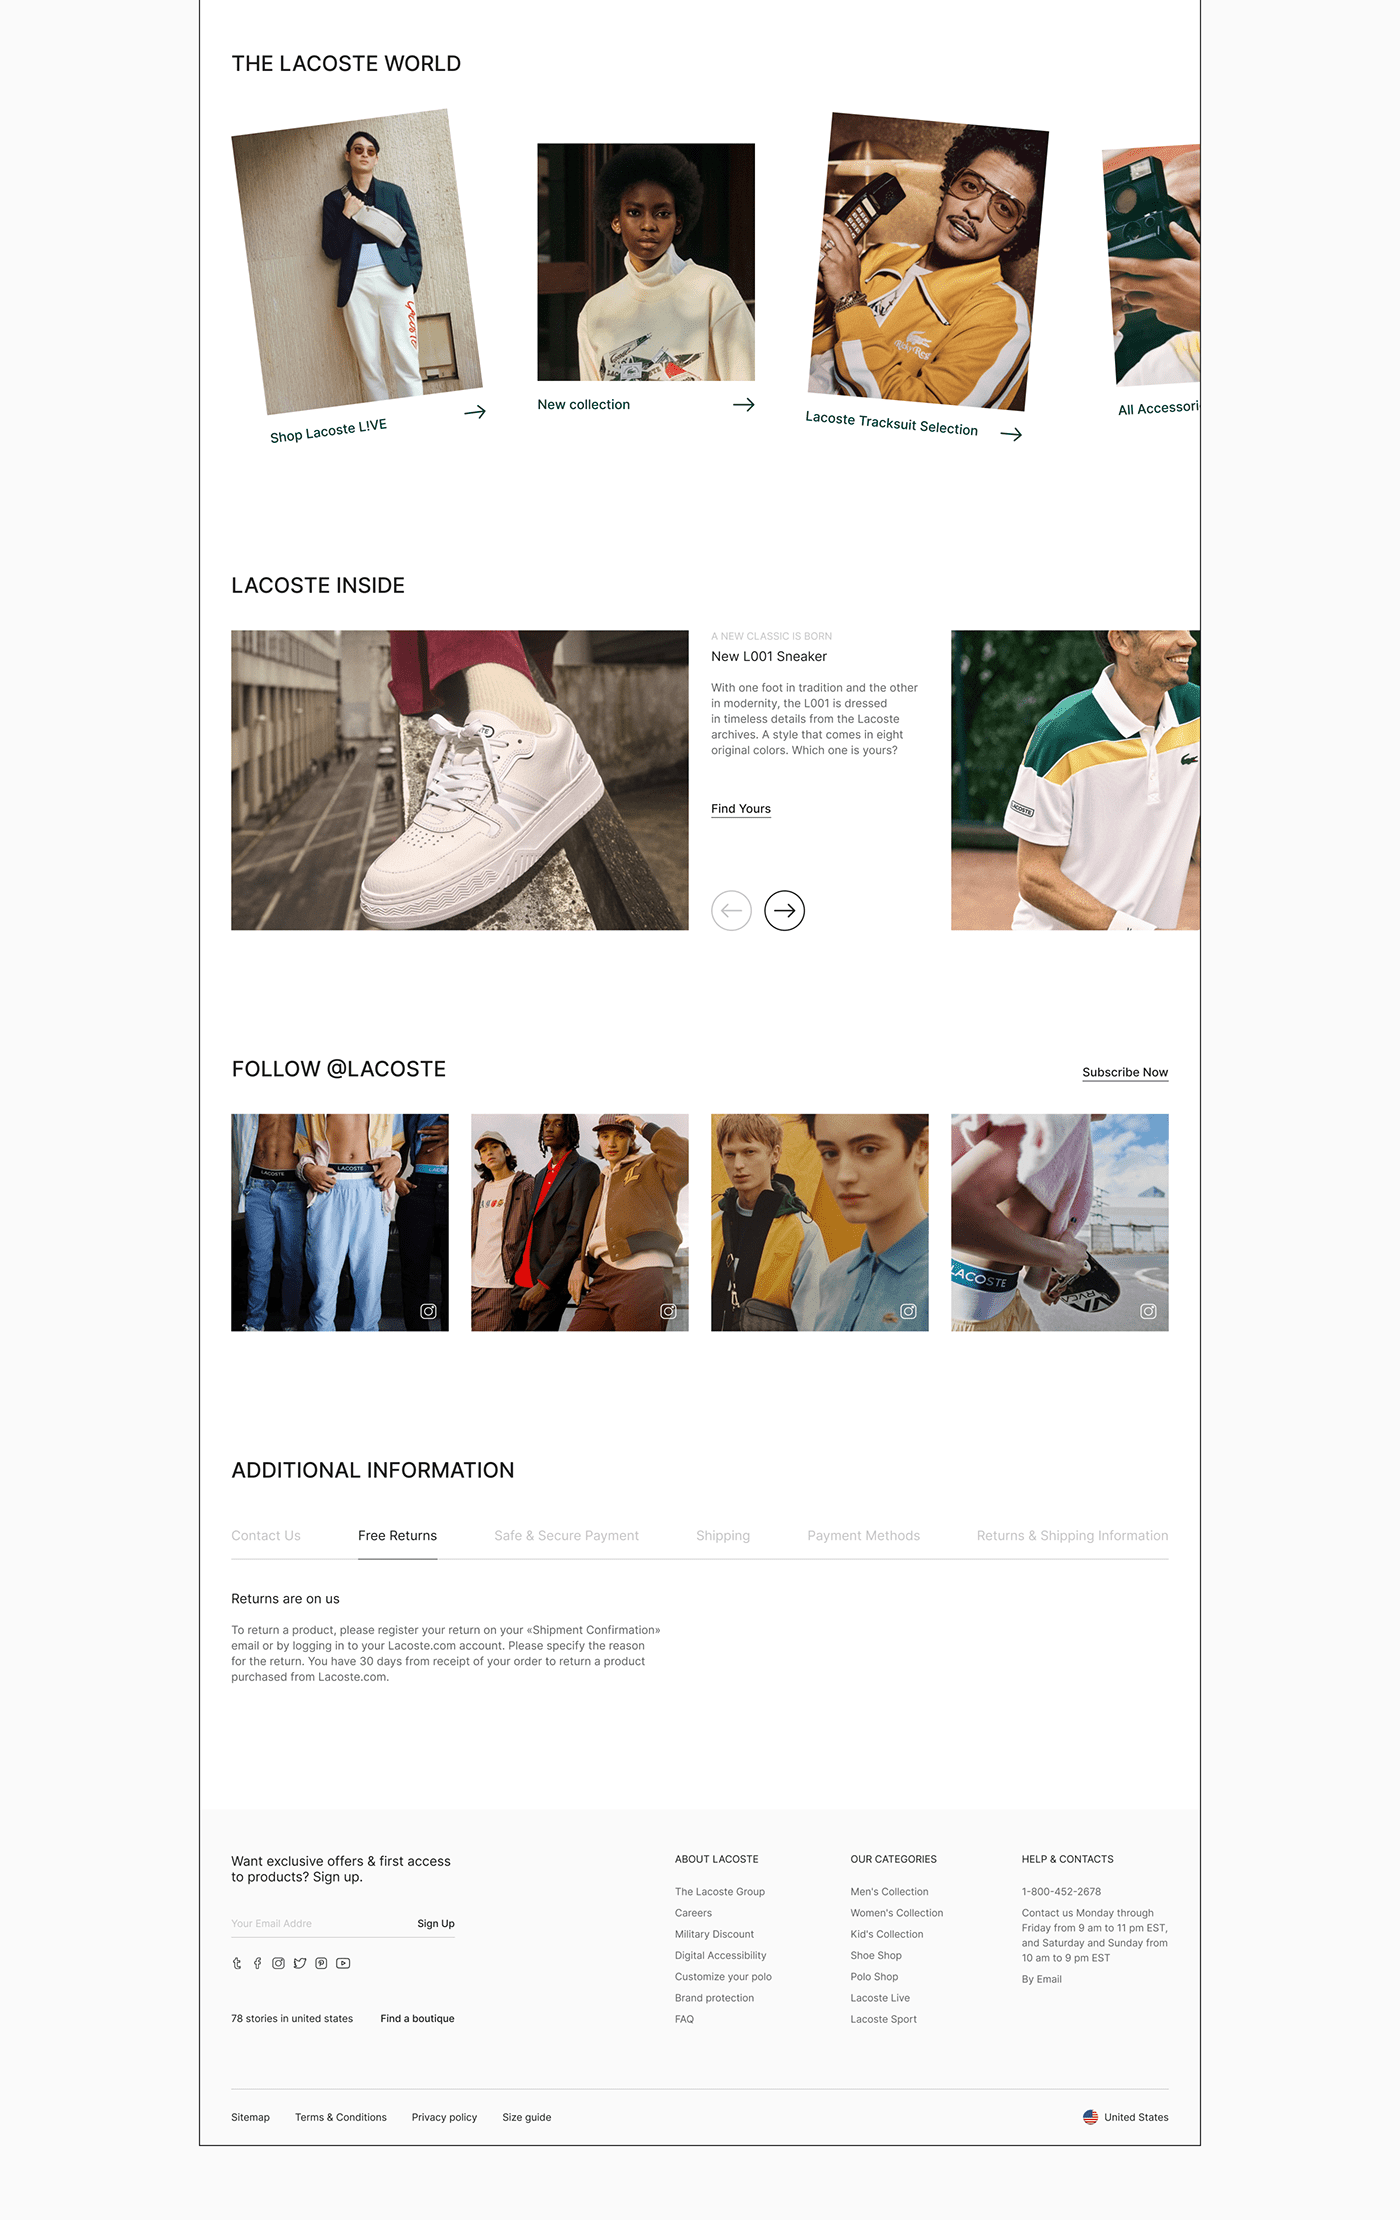 THE LACOSTE WORLD
Lacoste
Ricky Regal
Shop Lacoste L!VE
New collection
Lacoste Tracksuit Selection
All Accessori
LACOSTE INSIDE
A NEW CLASSIC IS BORN
New L001 Sneaker
With one foot in tradition and the other
in modernity, the L001 is dressed
in timeless details from the Lacoste
archives. A style that comes in eight
original colors. Which one is yours?
Find Yours
LACOSTE
FOLLOW @LACOSTE
Subscribe Now
LACOSTE
LACOSTE
LACOSTE
RVCA
ADDITIONAL INFORMATION
Contact Us
Free Returns
Safe & Secure Payment
Shipping
Payment Methods
Returns & Shipping Information
Returns are on us
To return a product, please register your return on your «Shipment Confirmation»
email or by logging in to your Lacoste.com account. Please specify the reason
for the return. You have 30 days from receipt of your order to return a product
purchased from Lacoste.com.
Want exclusive offers & first access
to products? Sign up.
Your Email Addre
Sign Up
78 stories in united states
Find a boutique
ABOUT LACOSTE
The Lacoste Group
Careers
Military Discount
Digital Accessibility
Customize your polo
Brand protection
FAQ
OUR CATEGORIES
Men's Collection
Women's Collection
Kid's Collection
Shoe Shop
Polo Shop
Lacoste Live
Lacoste Sport
HELP & CONTACTS
1-800-452-2678
Contact us Monday through
Friday from 9 am to 11 pm EST,
and Saturday and Sunday from
10 am to 9 pm EST
By Email
Sitemap
Terms & Conditions
Privacy policy
Size guide
United States